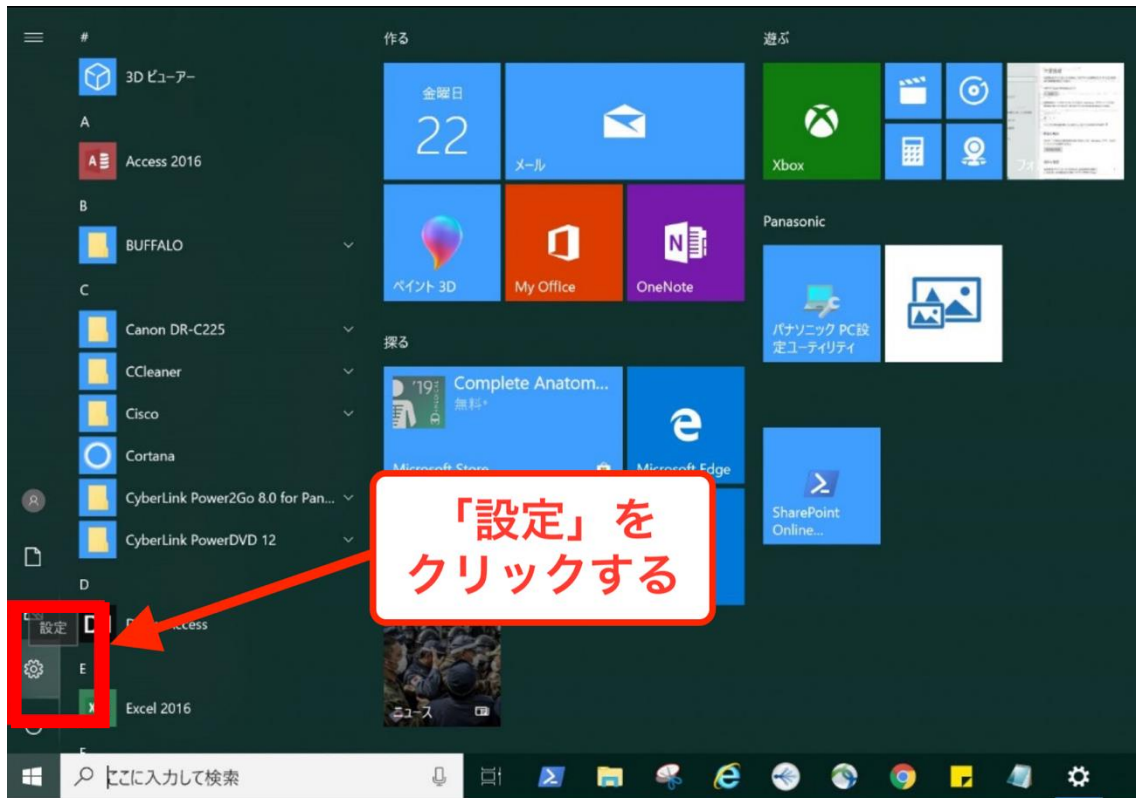 #
3D ビューアー
A
Access 2016
B
BUFFALO
C
Canon DR-C225
CCleaner
Cisco
Cortana
CyberLink Power2Go 8.0 for Pan...
CyberLink PowerDVD 12
D
設定
E
Excel 2016
作る
金曜日
22
メール
ペイント 3D
My Office
OneNote
探る
'19
Complete Anatom...
無料*
Microsoft Store
Microsoft Edge
ニュース
遊ぶ
Xbox
フォ
Panasonic
パナソニック PC設
定ユーティリティ
SharePoint
Online...
「設定」を
クリックする
ここに入力して検索